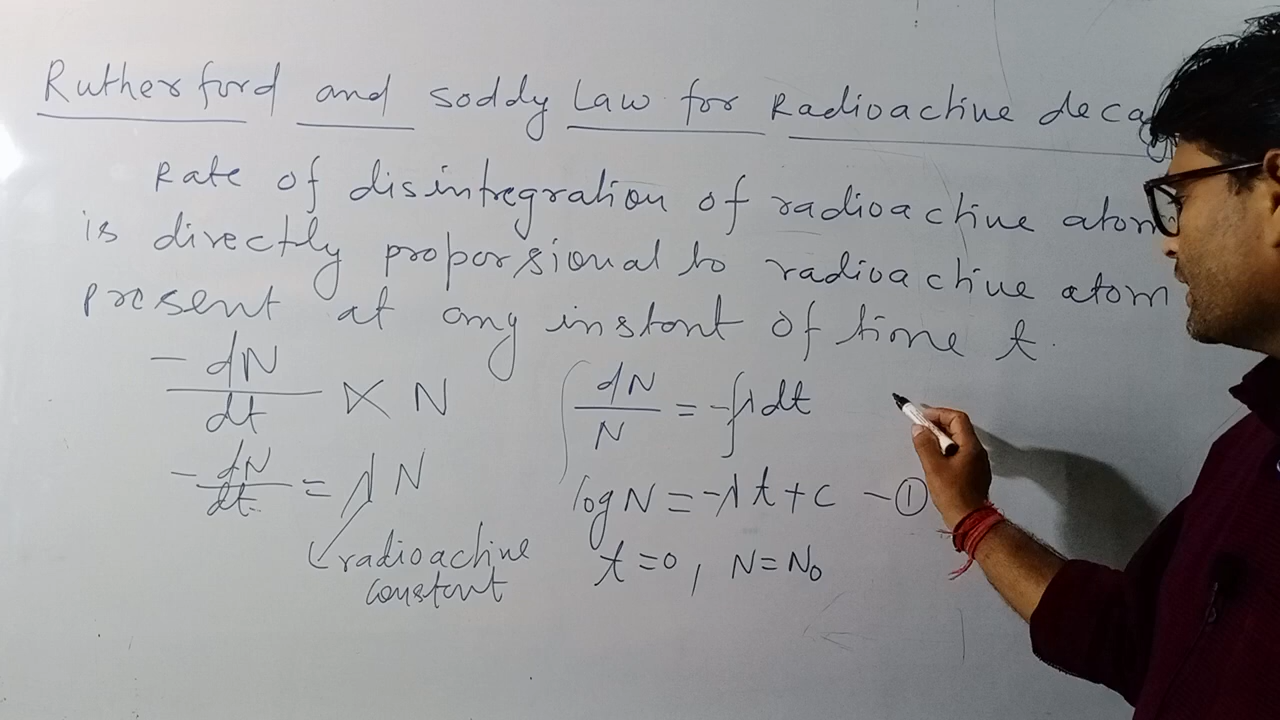 Rutherford and Soddy Law for Radioactive decay
Rate of disintegration of radioactive atom
is directly proporsional to radioactive atom
present at any instant of time t.
-dN/dt ∝ N
-dN/dt = λN
radioactive
constant
∫dN/N = -∫λdt
log N = -λt + c - ①
t = 0, N = N₀